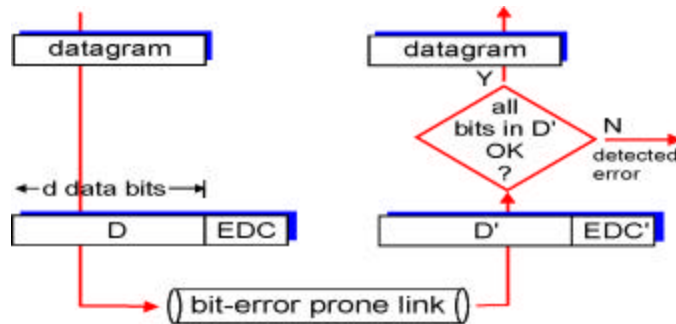 datagram
datagram
Y
all
bits in D'
OK
?
N
detected
error
d data bits
D
EDC
D'
EDC'
bit-error prone link